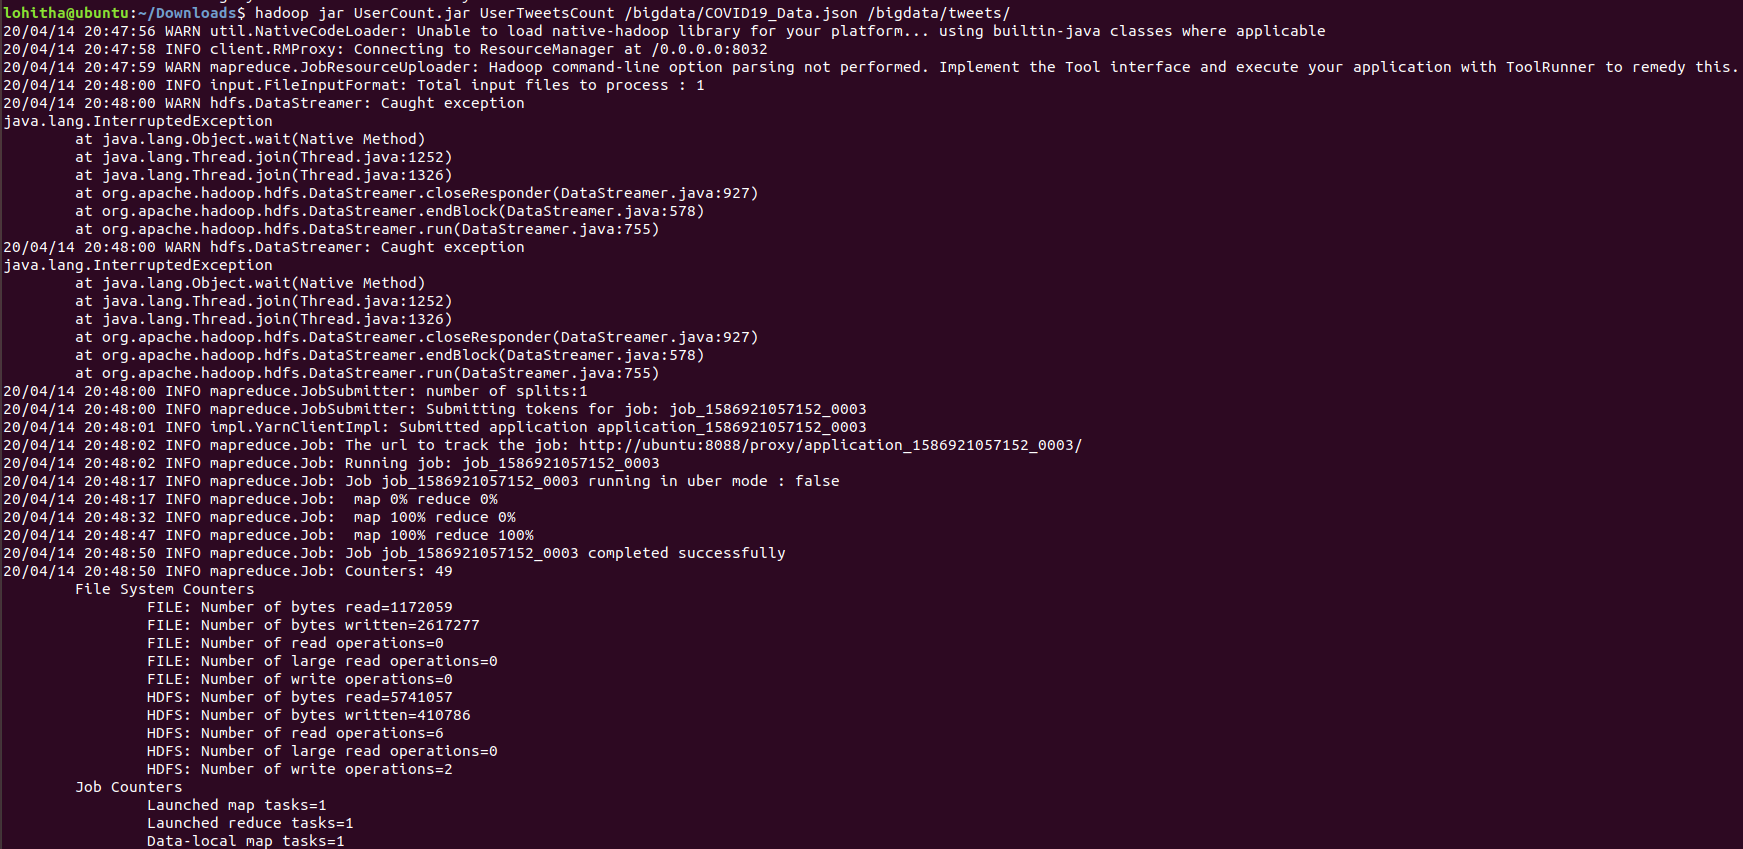 lohitha@ubuntu:~/Downloads$ hadoop jar UserCount.jar UserTweetsCount /bigdata/COVID19_Data.json /bigdata/tweets/
20/04/14 20:47:56 WARN util.NativeCodeLoader: Unable to load native-hadoop library for your platform... using builtin-java classes where applicable
20/04/14 20:47:58 INFO client.RMProxy: Connecting to ResourceManager at /0.0.0.0:8032
20/04/14 20:47:59 WARN mapreduce.JobResourceUploader: Hadoop command-line option parsing not performed. Implement the Tool interface and execute your application with ToolRunner to remedy this.
20/04/14 20:48:00 INFO input.FileInputFormat: Total input files to process : 1
20/04/14 20:48:00 WARN hdfs.DataStreamer: Caught exception
java.lang.InterruptedException
	at java.lang.Object.wait(Native Method)
	at java.lang.Thread.join(Thread.java:1252)
	at java.lang.Thread.join(Thread.java:1326)
	at org.apache.hadoop.hdfs.DataStreamer.closeResponder(DataStreamer.java:927)
	at org.apache.hadoop.hdfs.DataStreamer.endBlock(DataStreamer.java:578)
	at org.apache.hadoop.hdfs.DataStreamer.run(DataStreamer.java:755)
20/04/14 20:48:00 WARN hdfs.DataStreamer: Caught exception
java.lang.InterruptedException
	at java.lang.Object.wait(Native Method)
	at java.lang.Thread.join(Thread.java:1252)
	at java.lang.Thread.join(Thread.java:1326)
	at org.apache.hadoop.hdfs.DataStreamer.closeResponder(DataStreamer.java:927)
	at org.apache.hadoop.hdfs.DataStreamer.endBlock(DataStreamer.java:578)
	at org.apache.hadoop.hdfs.DataStreamer.run(DataStreamer.java:755)
20/04/14 20:48:00 INFO mapreduce.JobSubmitter: number of splits:1
20/04/14 20:48:00 INFO mapreduce.JobSubmitter: Submitting tokens for job: job_1586921057152_0003
20/04/14 20:48:01 INFO impl.YarnClientImpl: Submitted application application_1586921057152_0003
20/04/14 20:48:02 INFO mapreduce.Job: The url to track the job: http://ubuntu:8088/proxy/application_1586921057152_0003/
20/04/14 20:48:02 INFO mapreduce.Job: Running job: job_1586921057152_0003
20/04/14 20:48:17 INFO mapreduce.Job: Job job_1586921057152_0003 running in uber mode : false
20/04/14 20:48:17 INFO mapreduce.Job:  map 0% reduce 0%
20/04/14 20:48:32 INFO mapreduce.Job:  map 100% reduce 0%
20/04/14 20:48:47 INFO mapreduce.Job:  map 100% reduce 100%
20/04/14 20:48:50 INFO mapreduce.Job: Job job_1586921057152_0003 completed successfully
20/04/14 20:48:50 INFO mapreduce.Job: Counters: 49
	File System Counters
		FILE: Number of bytes read=1172059
		FILE: Number of bytes written=2617277
		FILE: Number of read operations=0
		FILE: Number of large read operations=0
		FILE: Number of write operations=0
		HDFS: Number of bytes read=5741057
		HDFS: Number of bytes written=410786
		HDFS: Number of read operations=6
		HDFS: Number of large read operations=0
		HDFS: Number of write operations=2
	Job Counters
		Launched map tasks=1
		Launched reduce tasks=1
		Data-local map tasks=1